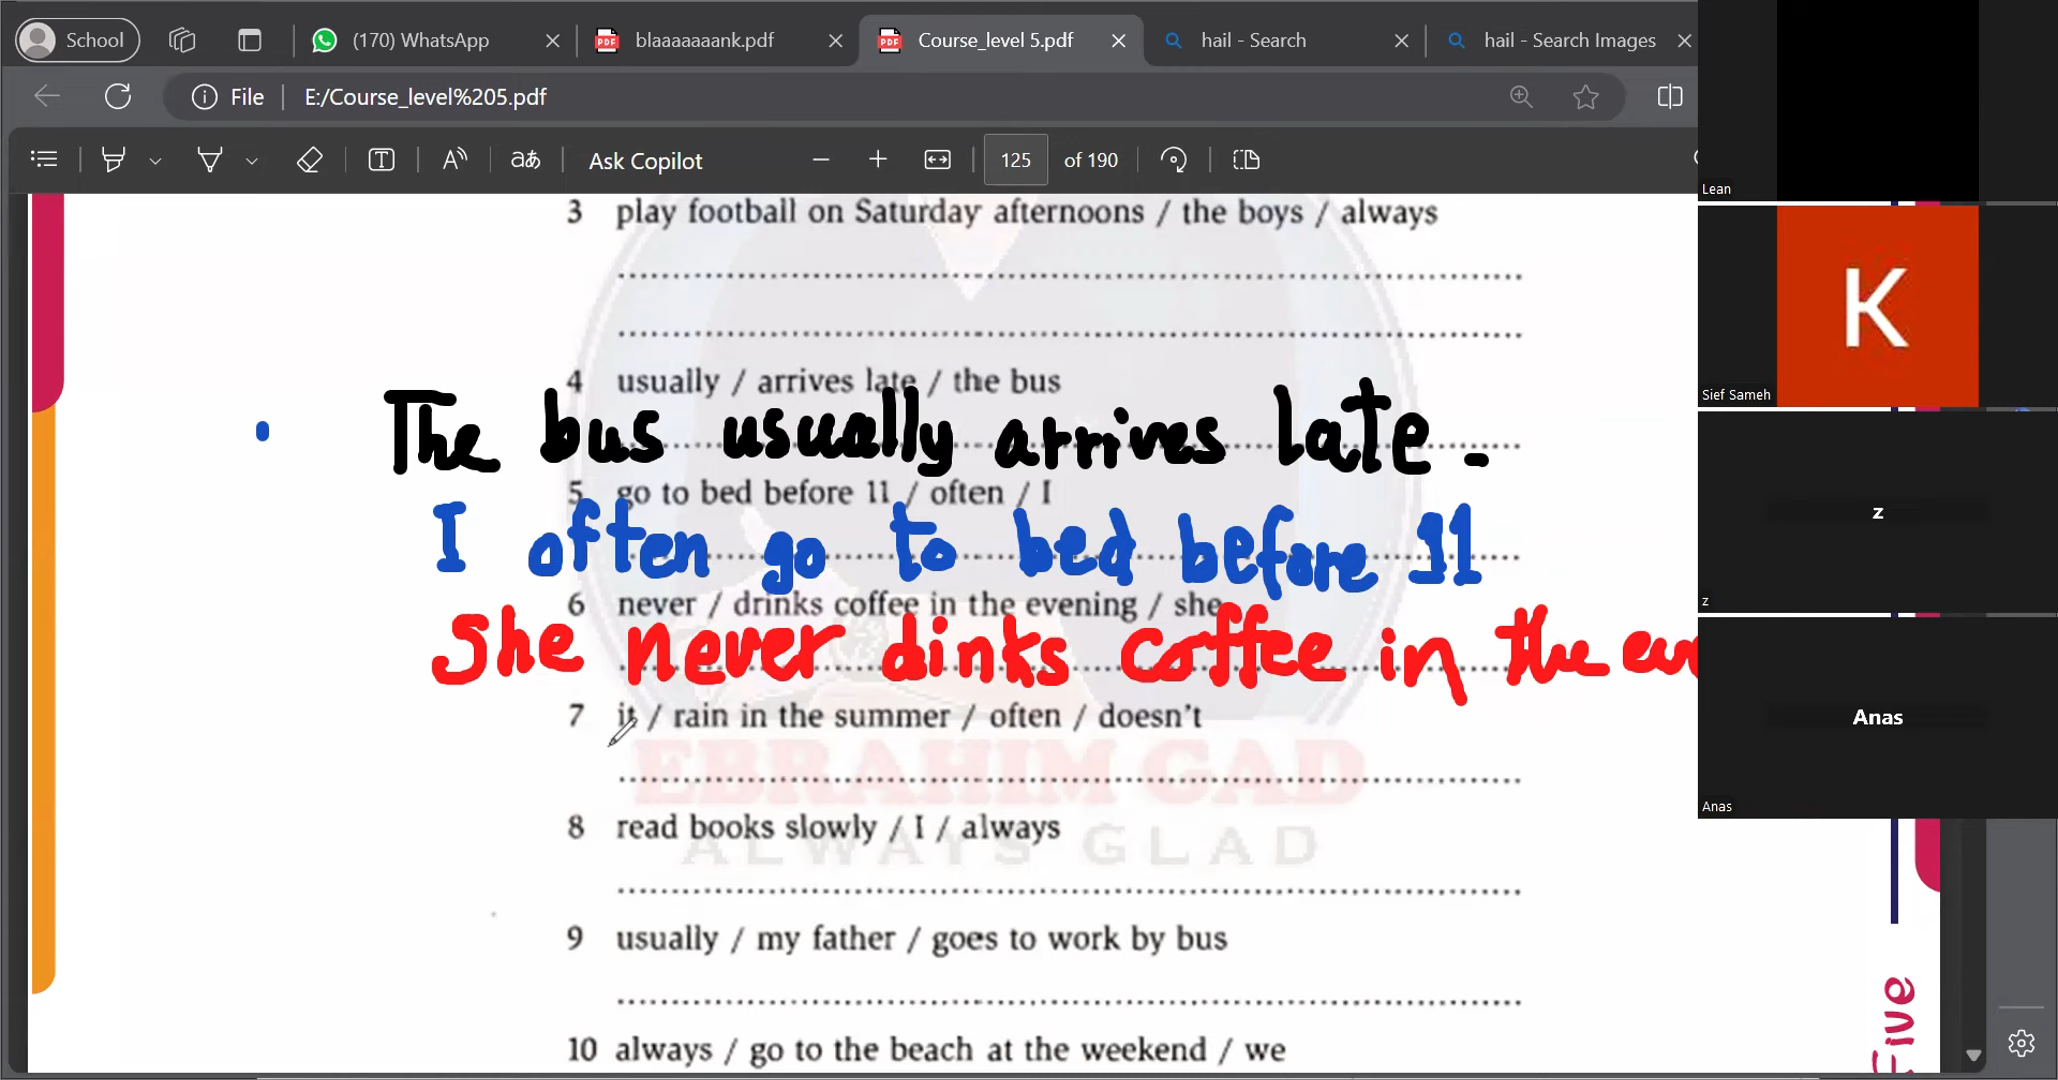 School
(170) WhatsApp
blaaaaaaank.pdf
Course_level 5.pdf
hail - Search
hail - Search Images
File
E:/Course_level%205.pdf
Ask Copilot
125
of 190
3 play football on Saturday afternoons / the boys / always
4 usually / arrives late / the bus
The bus usually arrives late.
5 go to bed before 11 / often / I
I often go to bed before 11
6 never / drinks coffee in the evening / she
She never dinks coffee in the
7 it / rain in the summer / often / doesn't
EBRAHIM GAD
8 read books slowly / I / always
ALWAYS GLAD
9 usually / my father / goes to work by bus
10 always / go to the beach at the weekend / we
Five
Lean
K
Sief Sameh
z
z
Anas
Anas